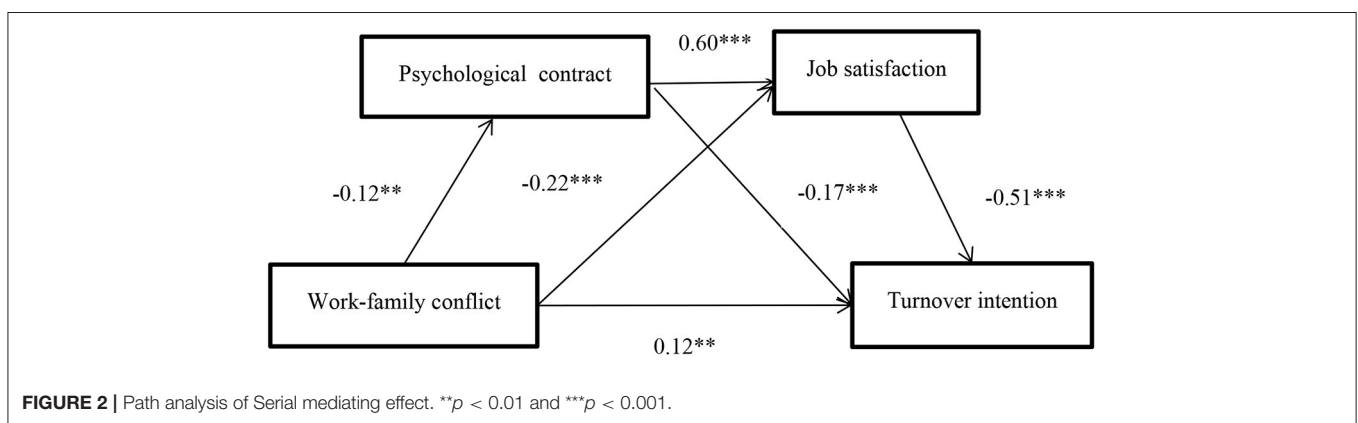 0.60***
Psychological contract
Job satisfaction
-0.12**
-0.22***
-0.17***
-0.51***
Work-family conflict
Turnover intention
0.12**
FIGURE 2 | Path analysis of Serial mediating effect. **p < 0.01 and ***p < 0.001.